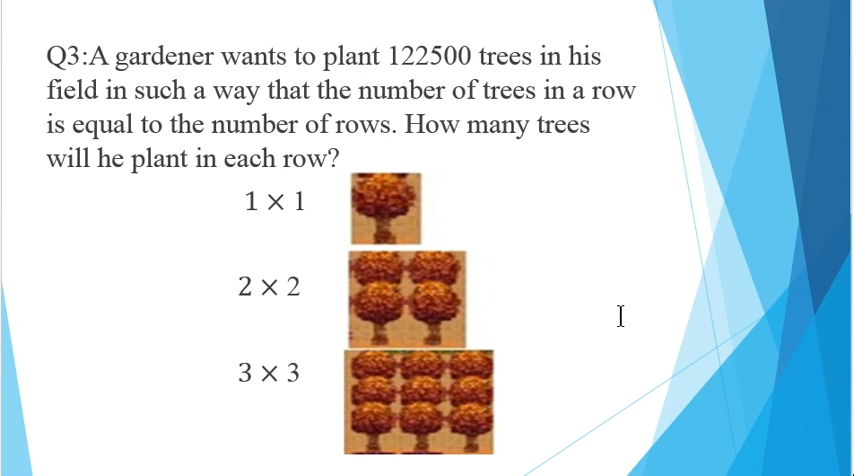 Q3:A gardener wants to plant 122500 trees in his
field in such a way that the number of trees in a row
is equal to the number of rows. How many trees
will he plant in each row?
1 × 1
2 × 2
3 × 3